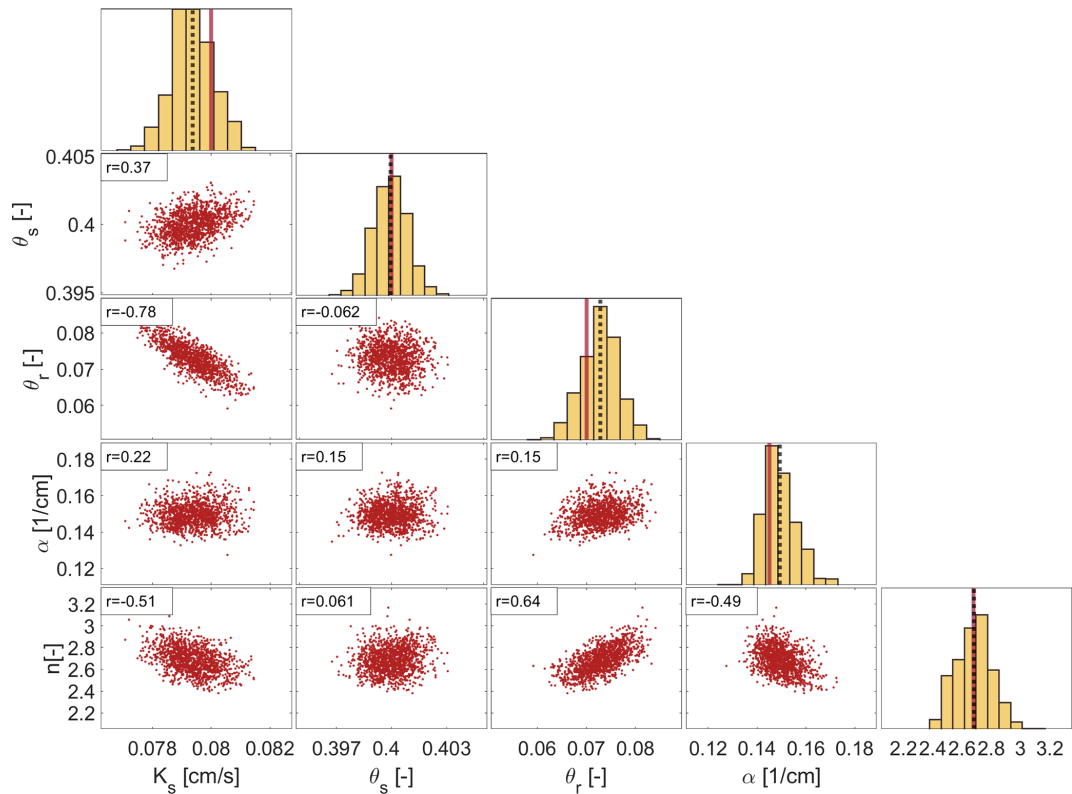 0.405
0.4
0.395
θs [-]
r=0.37
0.08
0.07
0.06
θr [-]
r=-0.78
r=-0.062
0.18
0.16
0.14
0.12
α [1/cm]
r=0.22
r=0.15
r=0.15
3.2
3
2.8
2.6
2.4
2.2
n[-]
r=-0.51
r=0.061
r=0.64
r=-0.49
0.078 0.08 0.082
0.397 0.4 0.403
0.06 0.07 0.08
0.12 0.14 0.16 0.18
2.2 2.4 2.6 2.8 3 3.2
Ks [cm/s]
θs [-]
θr [-]
α [1/cm]